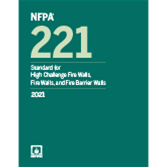 NFPA®
221
Standard for
High Challenge Fire Walls,
Fire Walls, and Fire Barrier Walls
2021